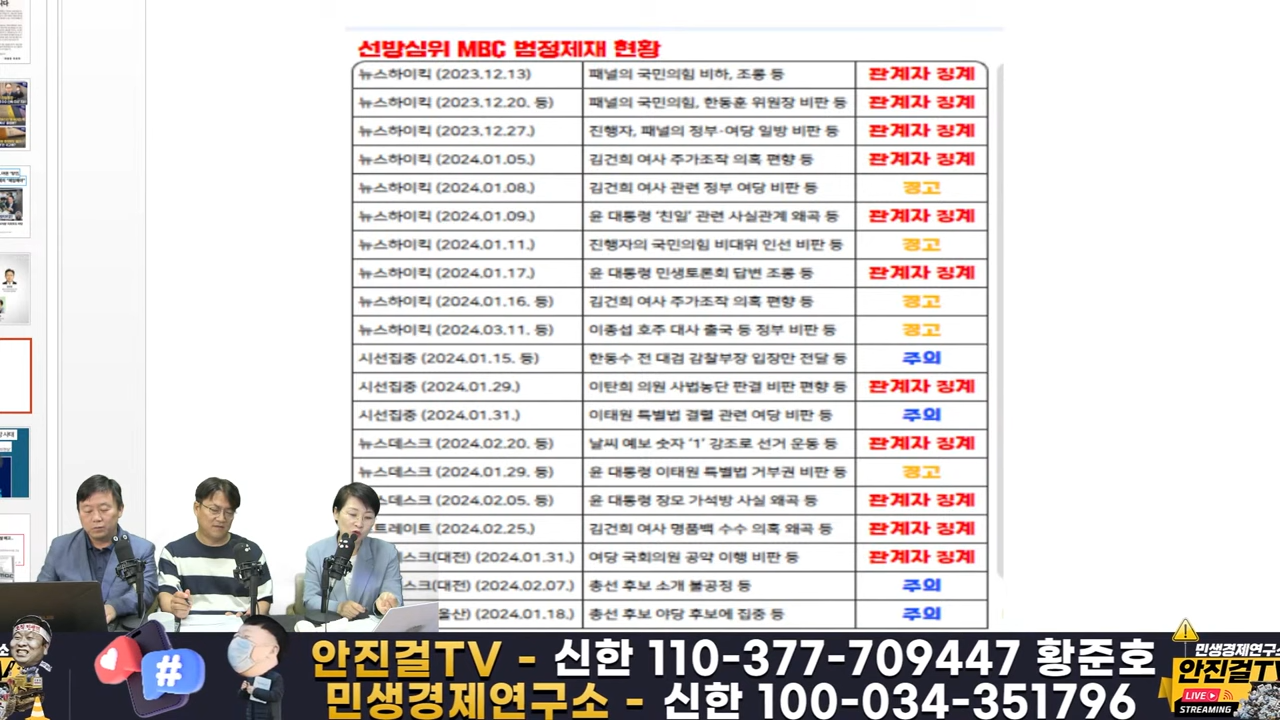 선방심위 MBC 법정제재 현황
뉴스하이킥 (2023.12.13) 패널의 국민의힘 비하, 조롱 등 관계자 징계
뉴스하이킥 (2023.12.20. 등) 패널의 국민의힘, 한동훈 위원장 비판 등 관계자 징계
뉴스하이킥 (2023.12.27.) 진행자, 패널의 정부·여당 일방 비판 등 관계자 징계
뉴스하이킥 (2024.01.05.) 김건희 여사 주가조작 의혹 편향 등 관계자 징계
뉴스하이킥 (2024.01.08.) 김건희 여사 관련 정부 여당 비판 등 경고
뉴스하이킥 (2024.01.09.) 윤 대통령 '친일' 관련 사실관계 왜곡 등 관계자 징계
뉴스하이킥 (2024.01.11.) 진행자의 국민의힘 비대위 인선 비판 등 경고
뉴스하이킥 (2024.01.17.) 윤 대통령 민생토론회 답변 조롱 등 관계자 징계
뉴스하이킥 (2024.01.16. 등) 김건희 여사 주가조작 의혹 편향 등 경고
뉴스하이킥 (2024.03.11. 등) 이종섭 호주 대사 출국 등 정부 비판 등 경고
시선집중 (2024.01.15. 등) 한동수 전 대검 감찰부장 입장만 전달 등 주의
시선집중 (2024.01.29.) 이탄희 의원 사법농단 판결 비판 편향 등 관계자 징계
시선집중 (2024.01.31.) 이태원 특별법 결렬 관련 여당 비판 등 주의
뉴스데스크 (2024.02.20. 등) 날씨 예보 숫자 '1' 강조로 선거 운동 등 관계자 징계
뉴스데스크 (2024.01.29. 등) 윤 대통령 이태원 특별법 거부권 비판 등 경고
스데스크 (2024.02.05. 등) 윤 대통령 장모 가석방 사실 왜곡 등 관계자 징계
트레이트 (2024.02.25.) 김건희 여사 명품백 수수 의혹 왜곡 등 관계자 징계
스크(대전) (2024.01.31.) 여당 국회의원 공약 이행 비판 등 관계자 징계
스크(대전) (2024.02.07.) 총선 후보 소개 불공정 등 주의
울산) (2024.01.18.) 총선 후보 야당 후보에 집중 등 주의
#
안진걸TV - 신한 110-377-709447 황준호
민생경제연구소 - 신한 100-034-351796
민생경제연구소
안진걸TV
LIVE
STREAMING